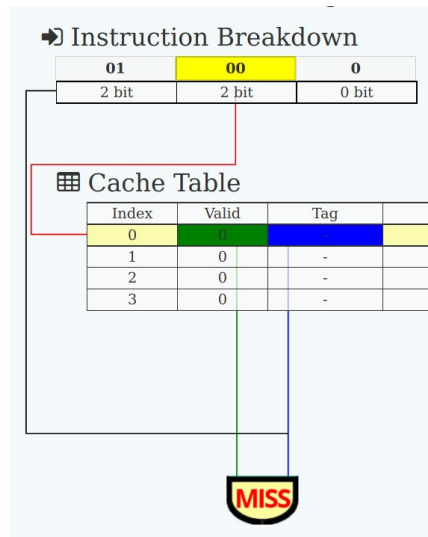 Instruction Breakdown
01 00 0
2 bit 2 bit 0 bit
Cache Table
Index Valid Tag
0 0 -
1 0 -
2 0 -
3 0 -
MISS